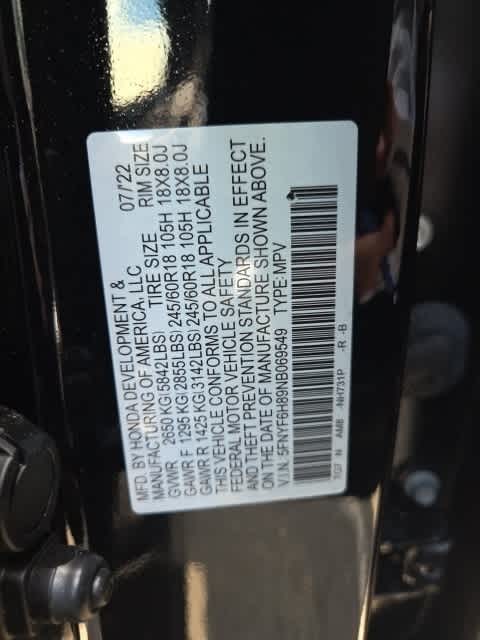 MFD. BY HONDA DEVELOPMENT & 07/'22
MANUFACTURING OF AMERICA, LLC
TIRE SIZE RIM SIZE
GVWR 2650 KG(5842LBS)
GAWR F 1295 KG(2855LBS) 245/60R18 105H 18X8.0J
GAWR R 1425 KG(3142LBS) 245/60R18 105H 18X8.0J
THIS VEHICLE CONFORMS TO ALL APPLICABLE
FEDERAL MOTOR VEHICLE SAFETY
AND THEFT PREVENTION STANDARDS IN EFFECT
ON THE DATE OF MANUFACTURE SHOWN ABOVE.
V.I.N. 5FNYF6H89NB069549 TYPE:MPV
TG7 IN AMB -NH731P -R -B